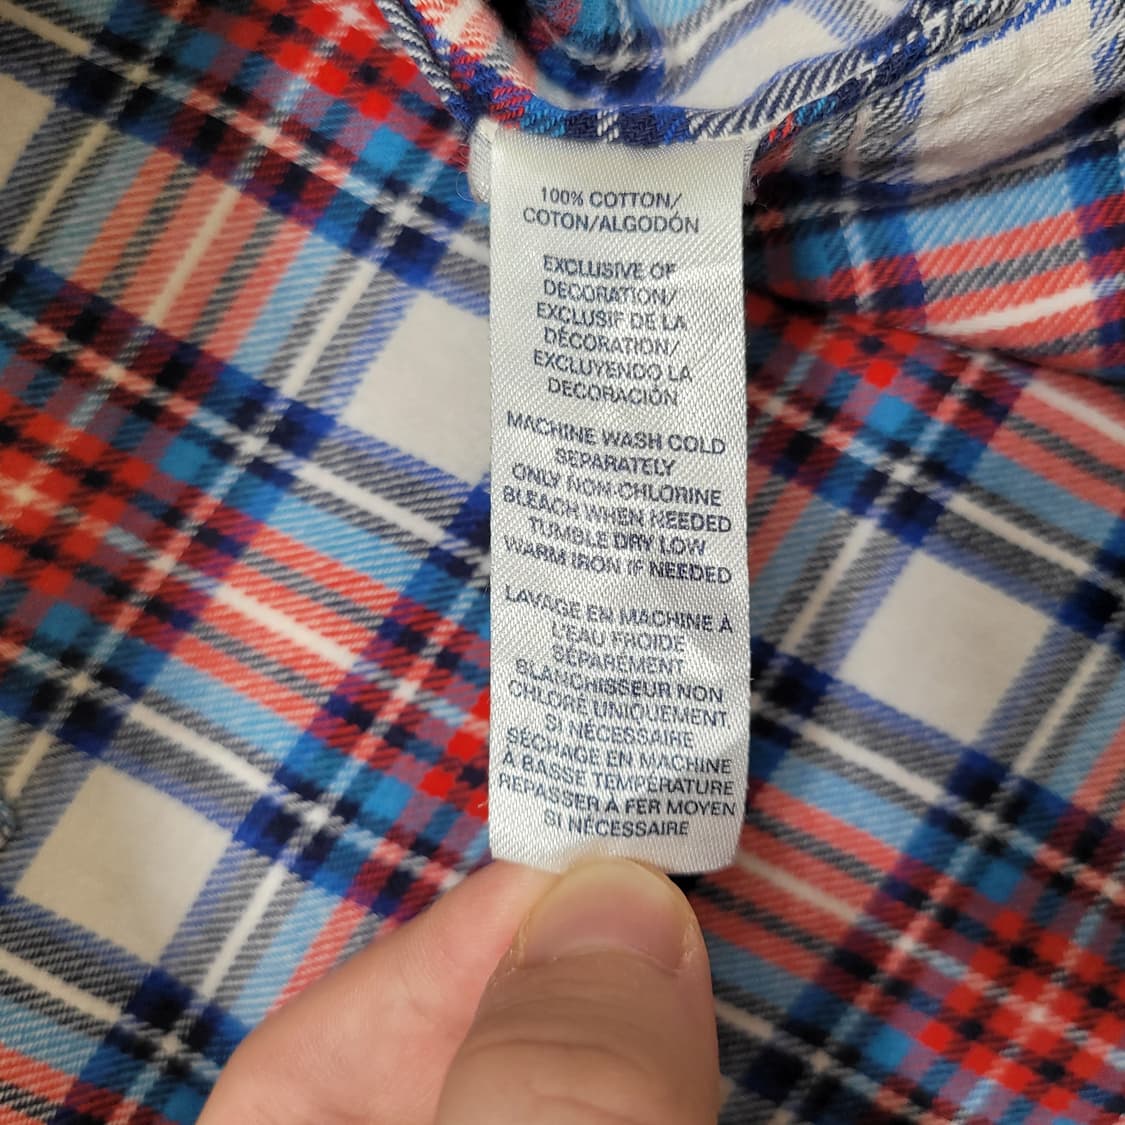 100% COTTON/
COTON/ALGODÓN
EXCLUSIVE OF
DECORATION/
EXCLUSIF DE LA
DÉCORATION/
EXCLUYENDO LA
DECORACIÓN
MACHINE WASH COLD
SEPARATELY
ONLY NON-CHLORINE
BLEACH WHEN NEEDED
TUMBLE DRY LOW
WARM IRON IF NEEDED
LAVAGE EN MACHINE À
L'EAU FROIDE
SÉPARÉMENT
BLANCHISSEUR NON
CHLORE UNIQUEMENT
SI NÉCESSAIRE
SÉCHAGE EN MACHINE
À BASSE TEMPÉRATURE
REPASSER À FER MOYEN
SI NÉCESSAIRE